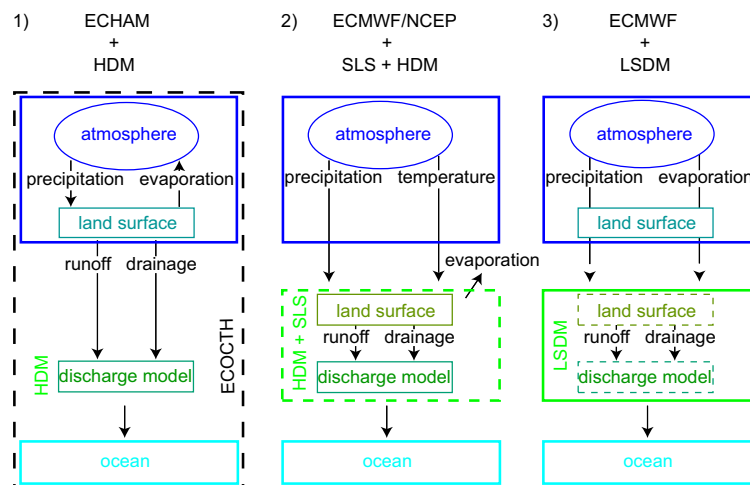 1) ECHAM
+
HDM
atmosphere
precipitation evaporation
land surface
runoff drainage
HDM
ECOCTH
discharge model
ocean
2) ECMWF/NCEP
+
SLS + HDM
atmosphere
precipitation temperature
evaporation
HDM + SLS
land surface
runoff drainage
discharge model
ocean
3) ECMWF
+
LSDM
atmosphere
precipitation evaporation
land surface
LSDM
land surface
runoff drainage
discharge model
ocean